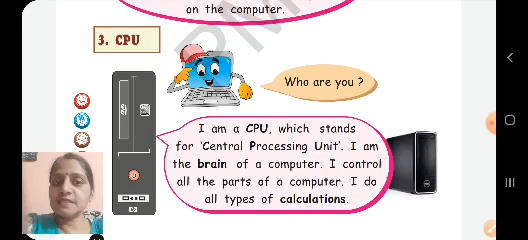 on the computer.
3. CPU
Who are you ?
I am a CPU, which stands
for 'Central Processing Unit'. I am
the brain of a computer. I control
all the parts of a computer. I do
all types of calculations.